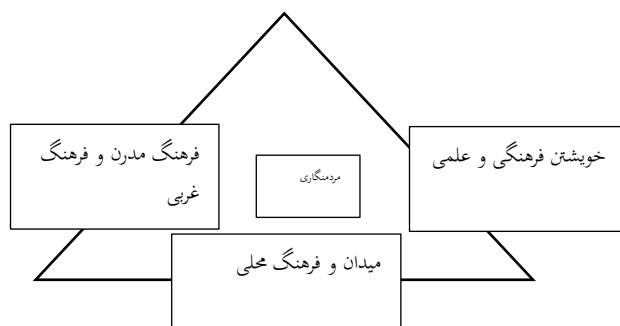 خویشتن فرهنگی و علمی
فرهنگ مدرن و فرهنگ
غربی
مردمنگاری
میدان و فرهنگ محلی